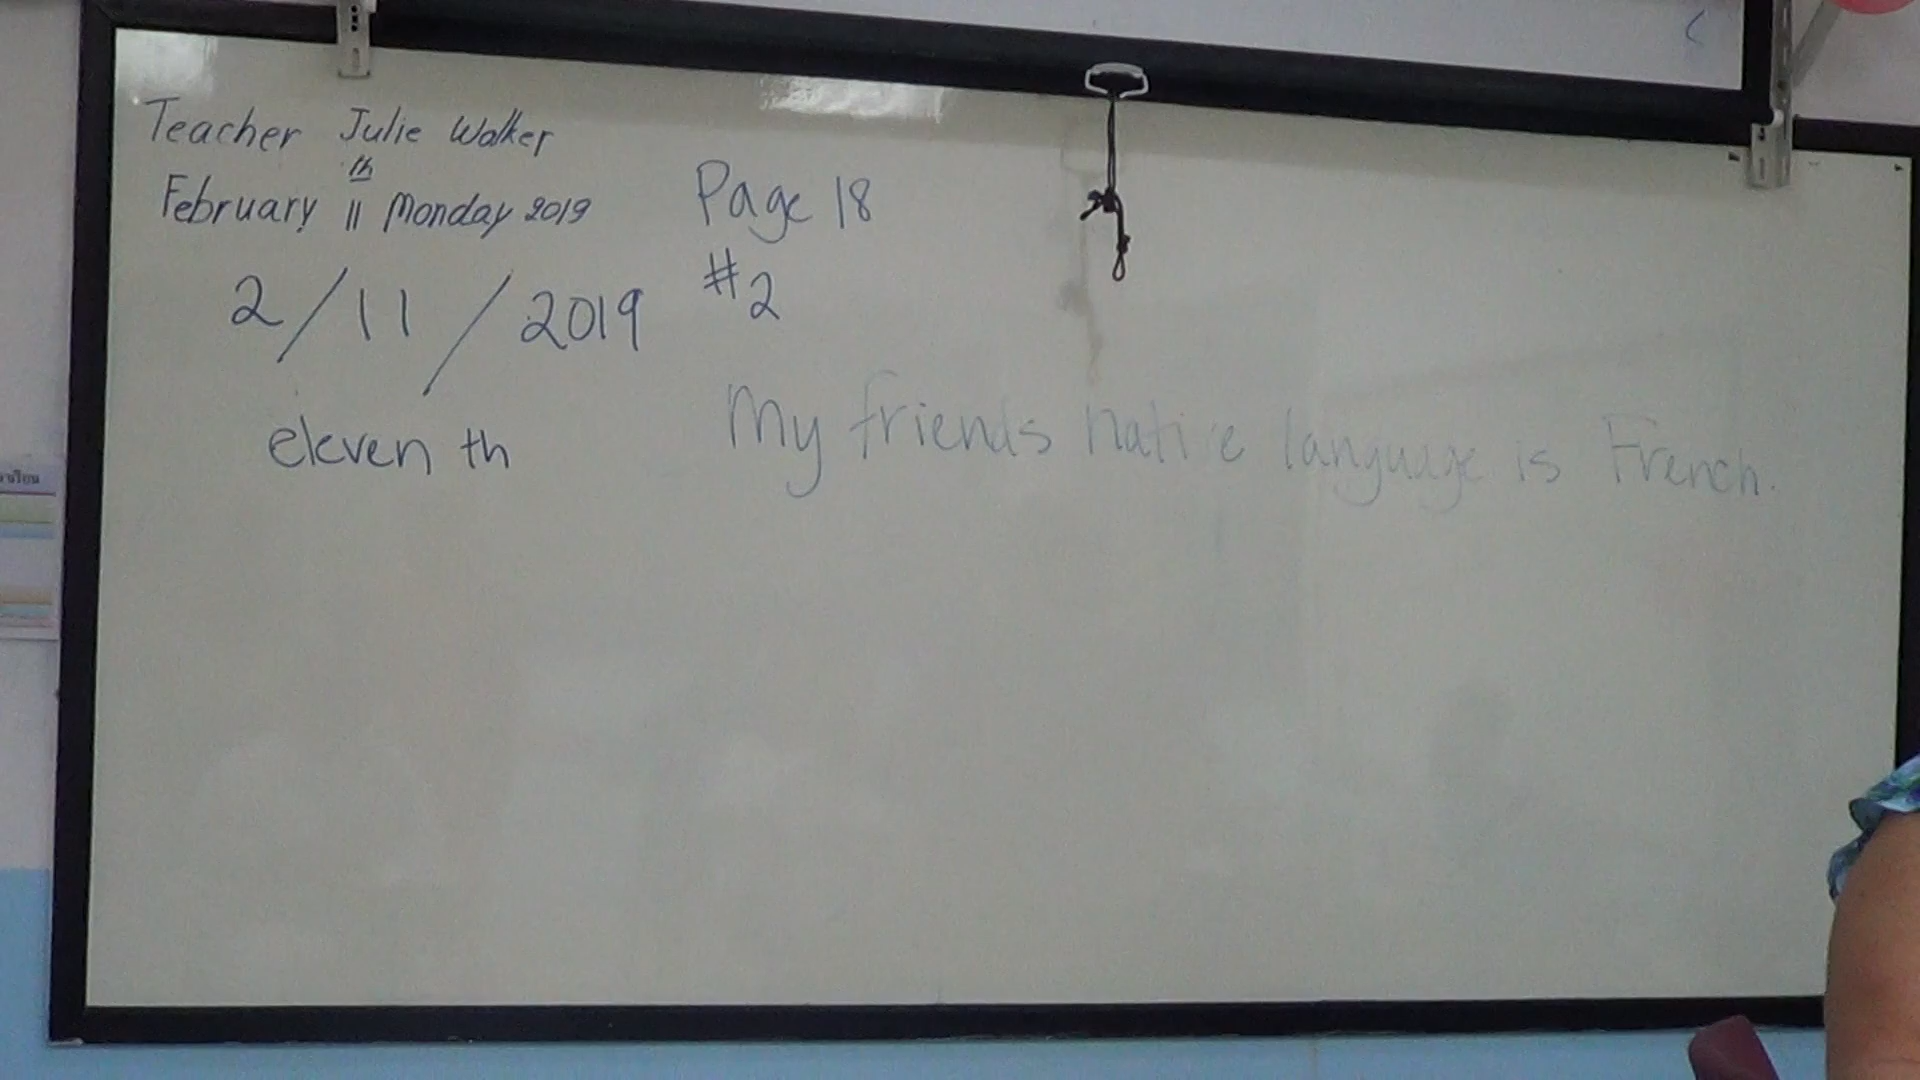 Teacher Julie Walker
February 11th Monday 2019
2/11/2019
eleven th
Page 18
#2
My friends native language is French.